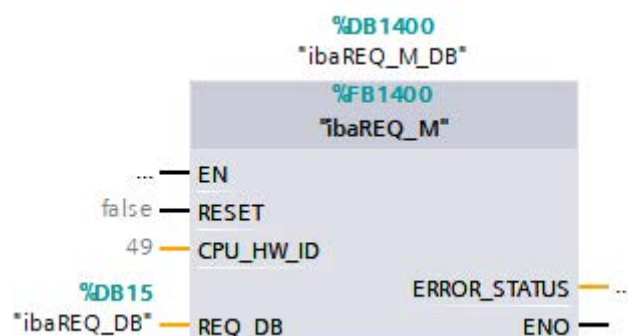 %DB1400
"ibaREQ_M_DB"
%FB1400
"ibaREQ_M"
... EN
false RESET
49 CPU_HW_ID
%DB15 ERROR_STATUS ...
"ibaREQ_DB" REQ_DB ENO